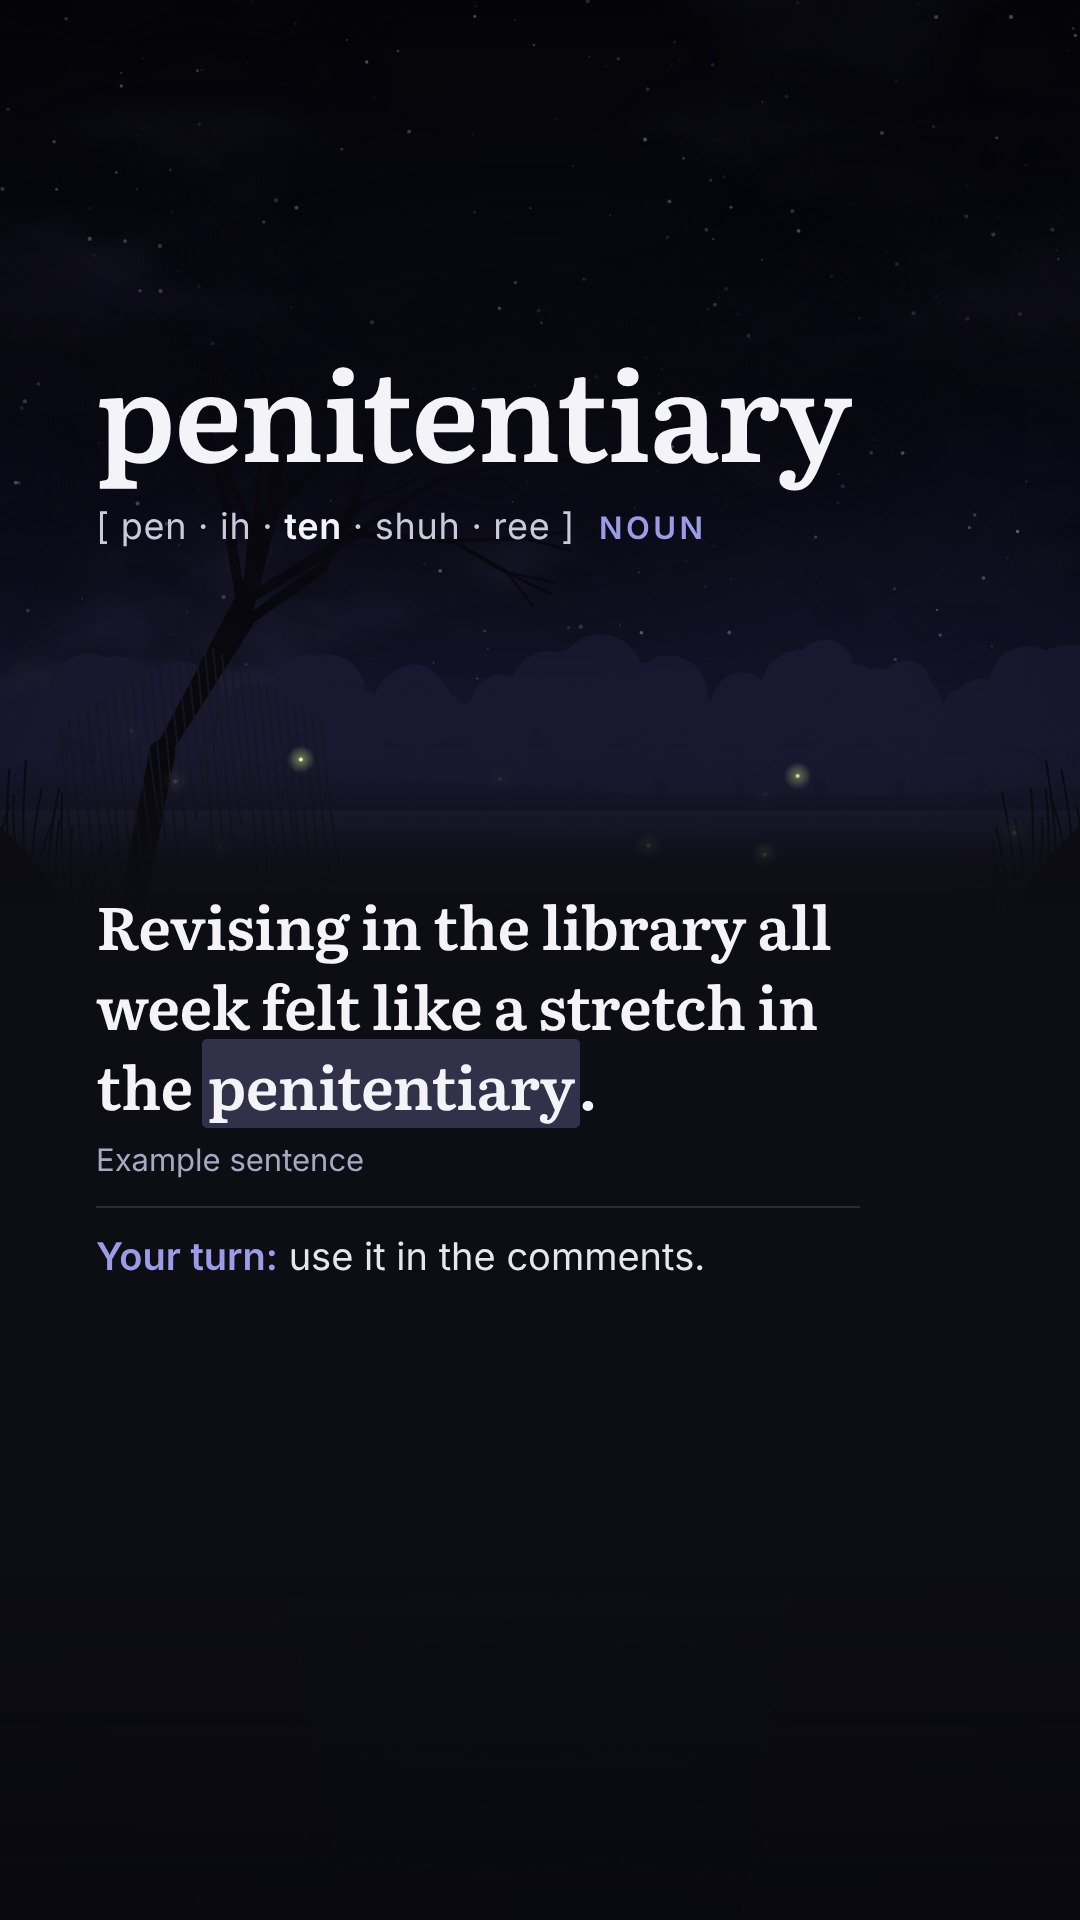 penitentiary
[ pen · ih · ten · shuh · ree ] NOUN
Revising in the library all
week felt like a stretch in
the penitentiary.
Example sentence
Your turn: use it in the comments.